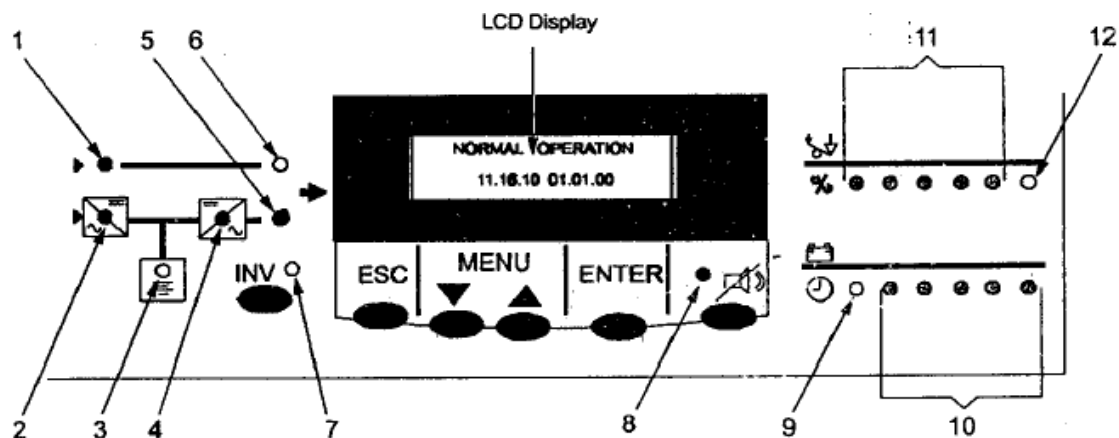 LCD Display
1 5 6 11 12
NORMAL OPERATION
11.16.10 01.01.00
%
INV
ESC MENU ENTER
2 3 4 7 8 9 10